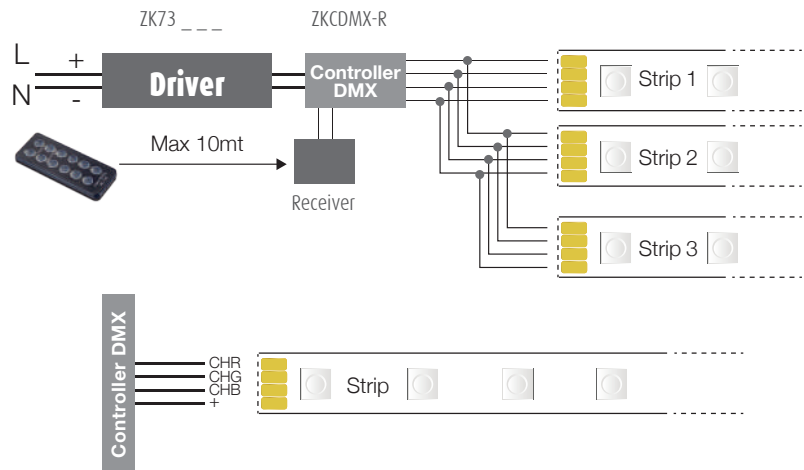 ZK73 _ _ _
ZKCDMX-R
L +
N -
Driver
Controller
DMX
Strip 1
Max 10mt
Receiver
Strip 2
Strip 3
Controller DMX
CHR
CHG
CHB
+
Strip